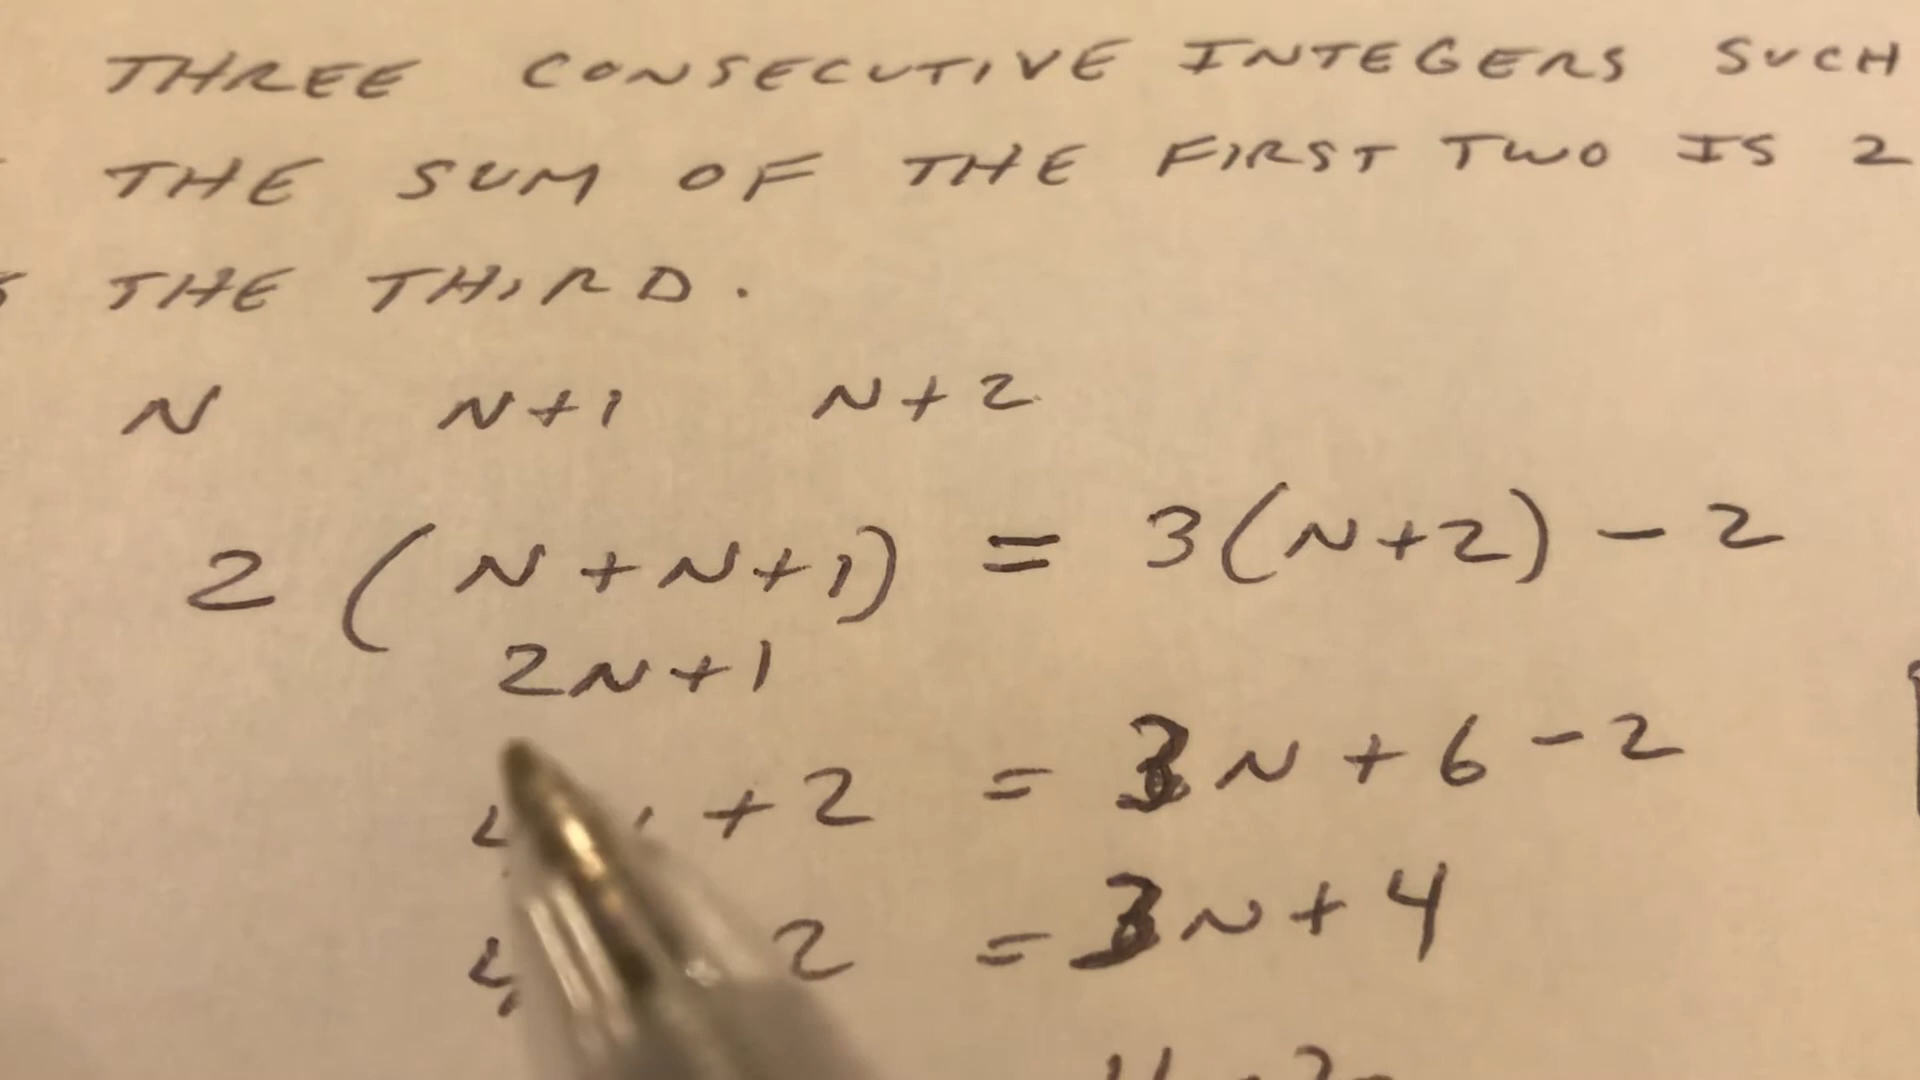 THREE CONSECUTIVE INTEGERS SUCH
THE SUM OF THE FIRST TWO IS 2
THE THIRD.
N N+1 N+2
2 (N+N+1) = 3(N+2) - 2
2N+1
+2 = 3N + 6 - 2
2 = 3N + 4